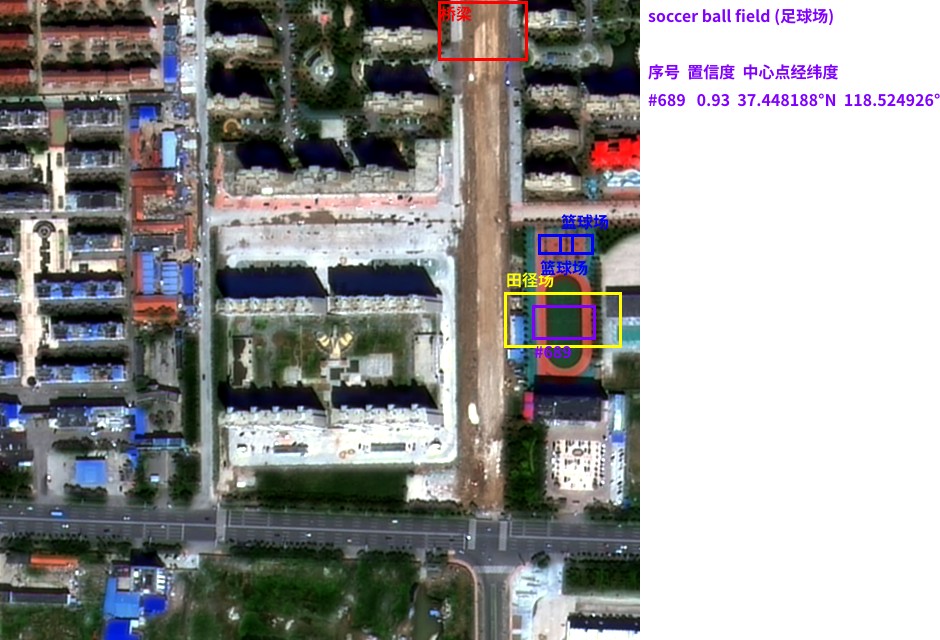 桥梁
soccer ball field (足球场)
序号 置信度 中心点经纬度
#689 0.93 37.448188°N 118.524926°
篮球场
篮球场
田径场
#689